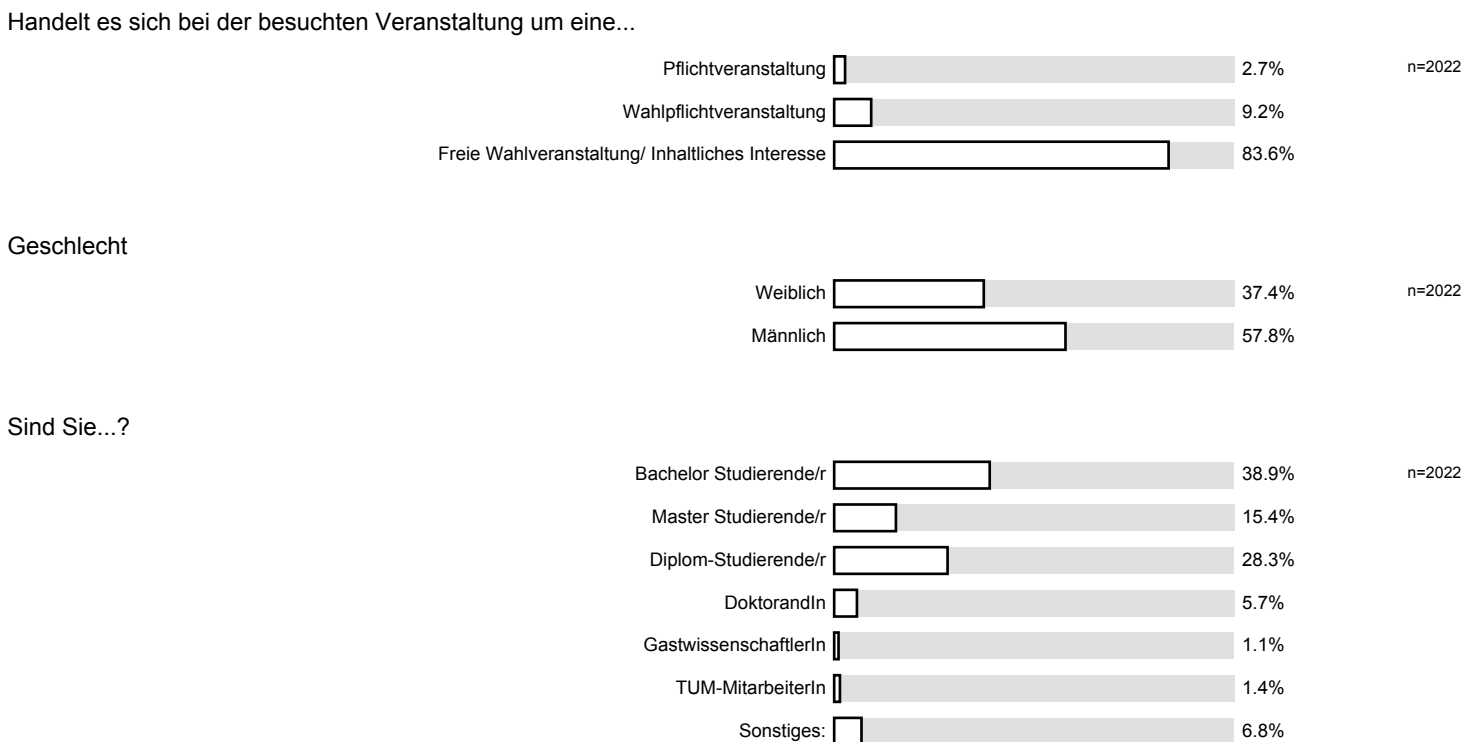 Handelt es sich bei der besuchten Veranstaltung um eine...
Pflichtveranstaltung 2.7% n=2022
Wahlpflichtveranstaltung 9.2%
Freie Wahlveranstaltung/ Inhaltliches Interesse 83.6%
Geschlecht
Weiblich 37.4% n=2022
Männlich 57.8%
Sind Sie...?
Bachelor Studierende/r 38.9% n=2022
Master Studierende/r 15.4%
Diplom-Studierende/r 28.3%
DoktorandIn 5.7%
GastwissenschaftlerIn 1.1%
TUM-MitarbeiterIn 1.4%
Sonstiges: 6.8%